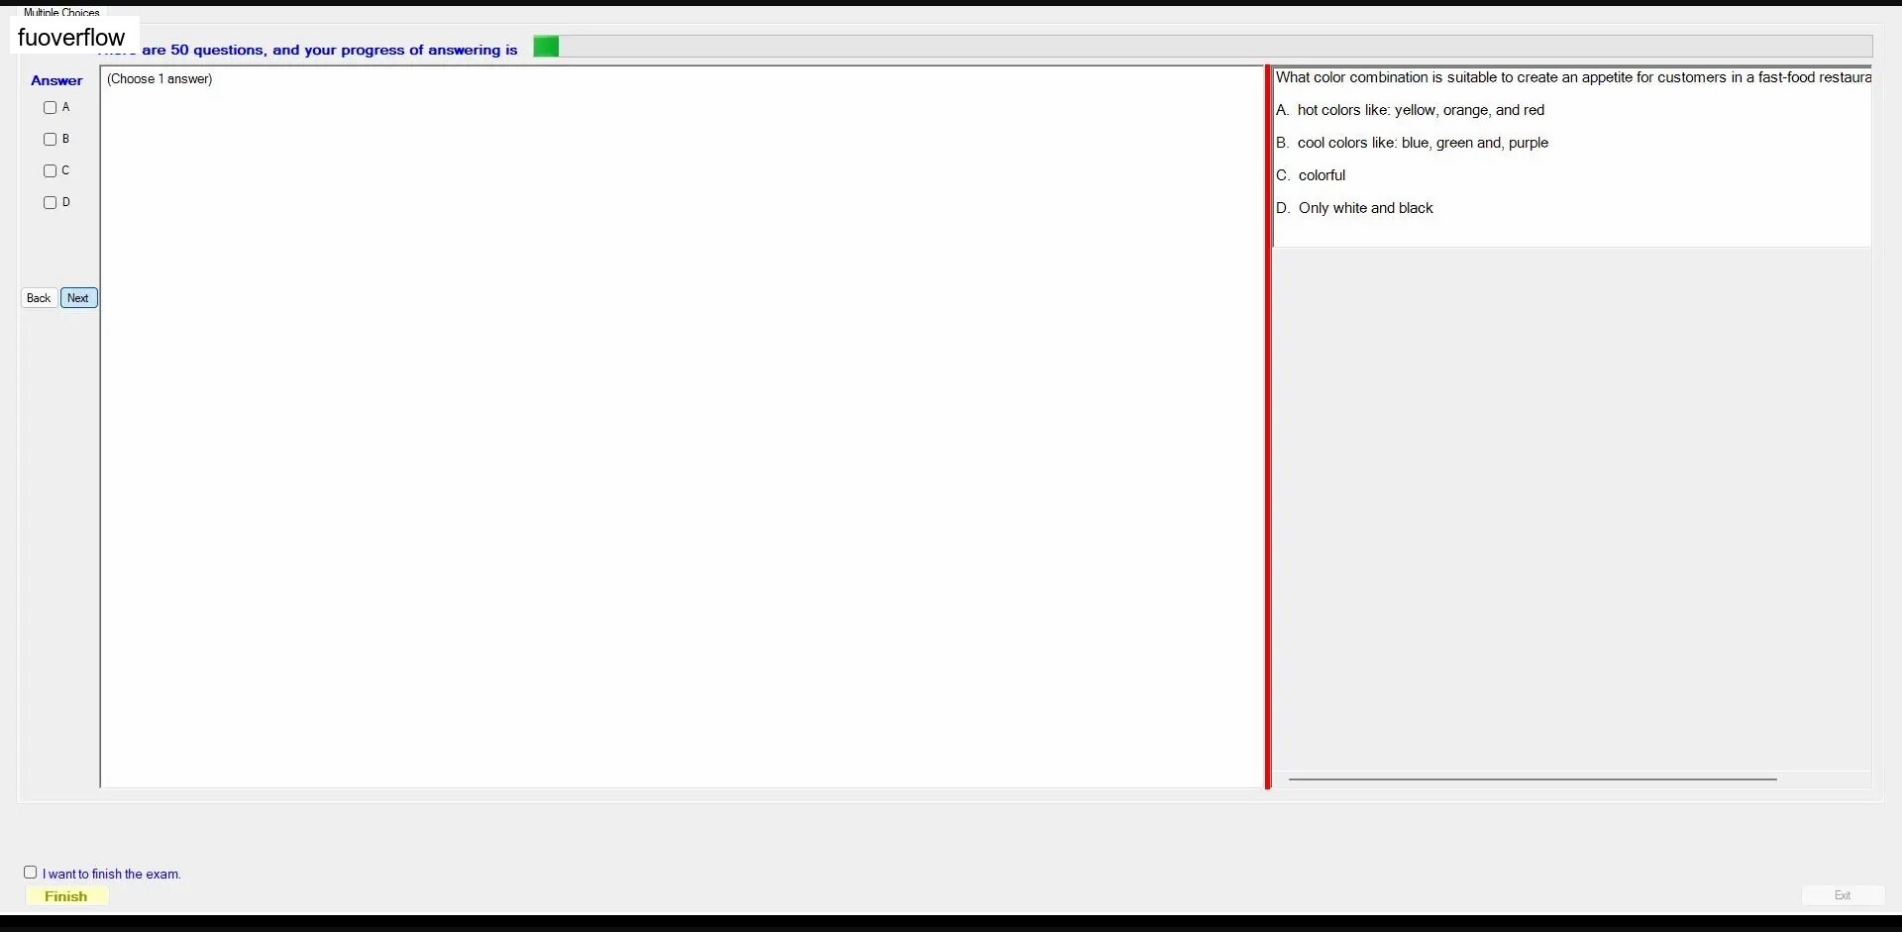 Multiple Choices
fuoverflow
are 50 questions, and your progress of answering is
Answer
(Choose 1 answer)
A
B
C
D
Back Next
What color combination is suitable to create an appetite for customers in a fast-food restaura
A. hot colors like: yellow, orange, and red
B. cool colors like: blue, green and, purple
C. colorful
D. Only white and black
I want to finish the exam.
Finish
Exit